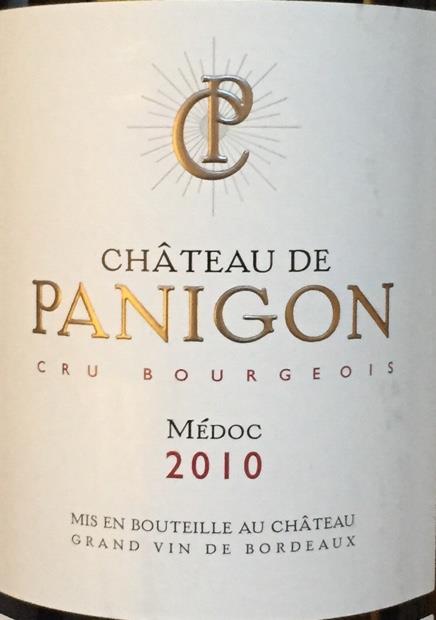 CP
CHÂTEAU DE
PANIGON
CRU BOURGEOIS
MÉDOC
2010
MIS EN BOUTEILLE AU CHÂTEAU
GRAND VIN DE BORDEAUX